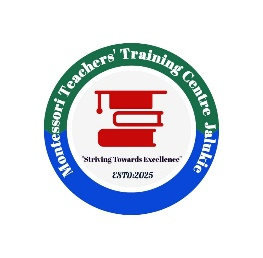 Montessori Teachers' Training Centre Jalukie
"Striving Towards Excellence"
ESTD:2025